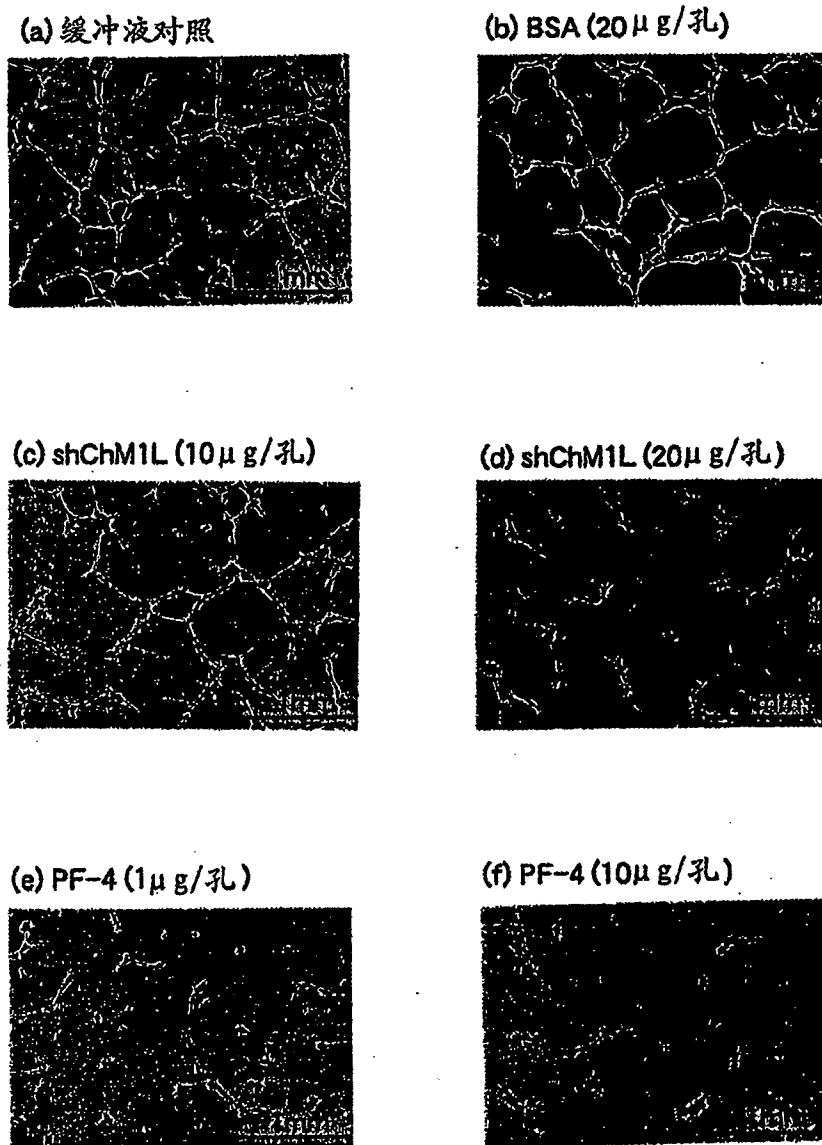 (a) 缓冲液对照
(b) BSA (20μg/孔)
(c) shChM1L (10μg/孔)
(d) shChM1L (20μg/孔)
(e) PF-4 (1μg/孔)
(f) PF-4 (10μg/孔)